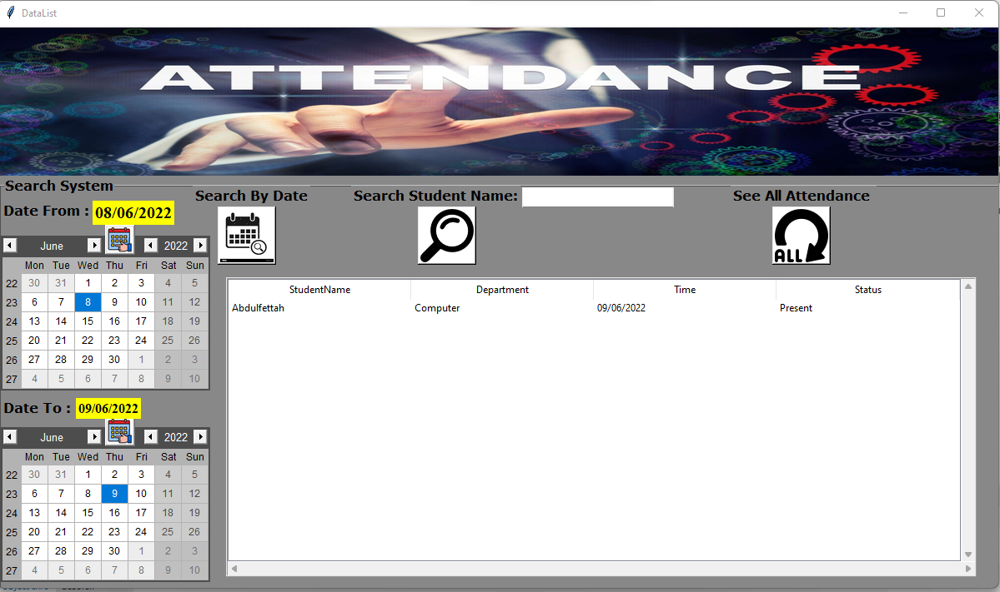 DataList
ATTENDANCE
Search System
Date From : 08/06/2022
Search By Date
Search Student Name:
See All Attendance
ALL
June 2022
Mon Tue Wed Thu Fri Sat Sun
22 30 31 1 2 3 4 5
23 6 7 8 9 10 11 12
24 13 14 15 16 17 18 19
25 20 21 22 23 24 25 26
26 27 28 29 30 1 2 3
27 4 5 6 7 8 9 10
Date To : 09/06/2022
June 2022
Mon Tue Wed Thu Fri Sat Sun
22 30 31 1 2 3 4 5
23 6 7 8 9 10 11 12
24 13 14 15 16 17 18 19
25 20 21 22 23 24 25 26
26 27 28 29 30 1 2 3
27 4 5 6 7 8 9 10
StudentName Department Time Status
Abdulfettah Computer 09/06/2022 Present